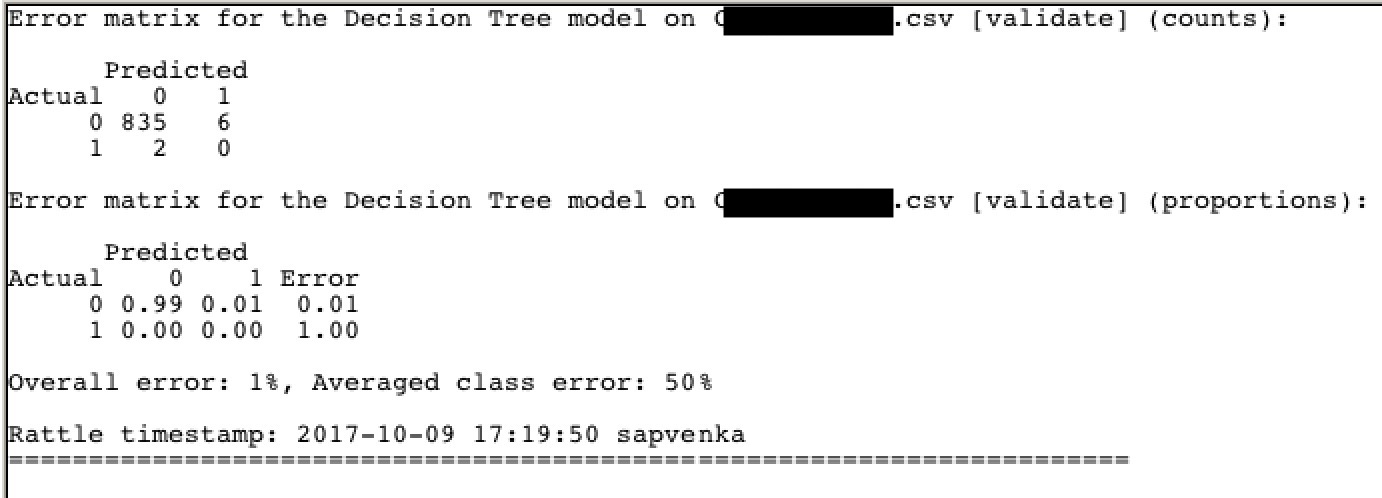 Error matrix for the Decision Tree model on C .csv [validate] (counts):
Predicted
Actual 0 1
0 835 6
1 2 0
Error matrix for the Decision Tree model on C .csv [validate] (proportions):
Predicted
Actual 0 1 Error
0 0.99 0.01 0.01
1 0.00 0.00 1.00
Overall error: 1%, Averaged class error: 50%
Rattle timestamp: 2017-10-09 17:19:50 sapvenka
======================================================================